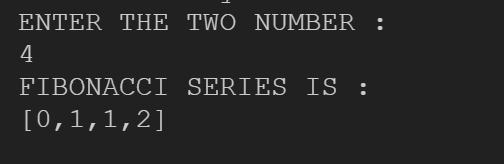 ENTER THE TWO NUMBER :
4
FIBONACCI SERIES IS :
[0,1,1,2]